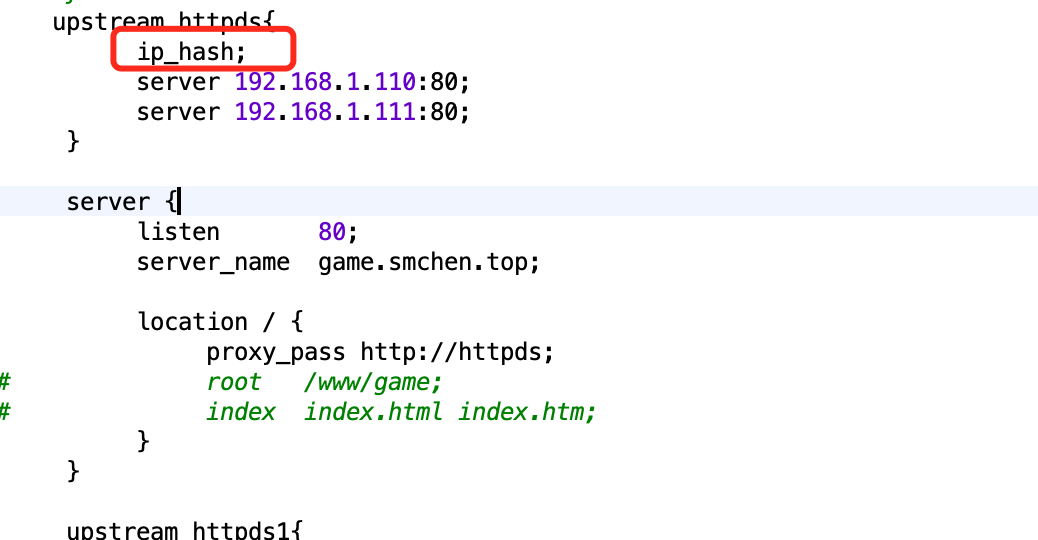 upstream httpds{
ip_hash;
server 192.168.1.110:80;
server 192.168.1.111:80;
}
server {
listen 80;
server_name game.smchen.top;
location / {
proxy_pass http://httpds;
# root /www/game;
# index index.html index.htm;
}
}
upstream httpds1{